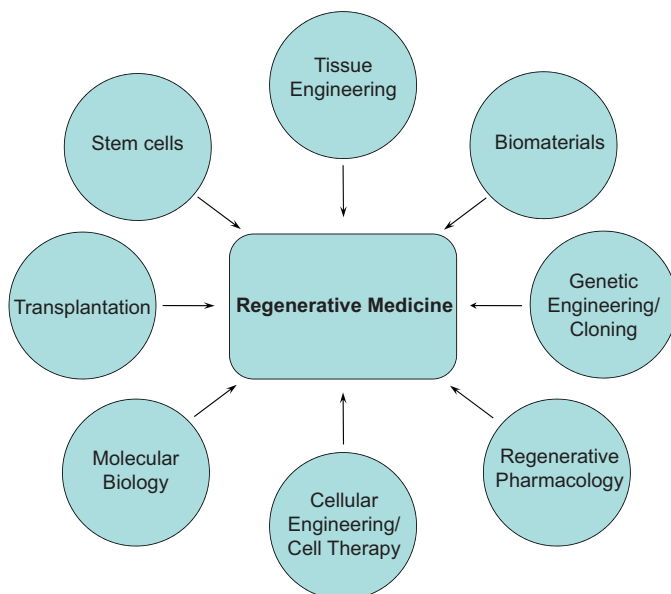 Tissue
Engineering
Stem cells
Biomaterials
Transplantation
Regenerative Medicine
Genetic
Engineering/
Cloning
Molecular
Biology
Cellular
Engineering/
Cell Therapy
Regenerative
Pharmacology